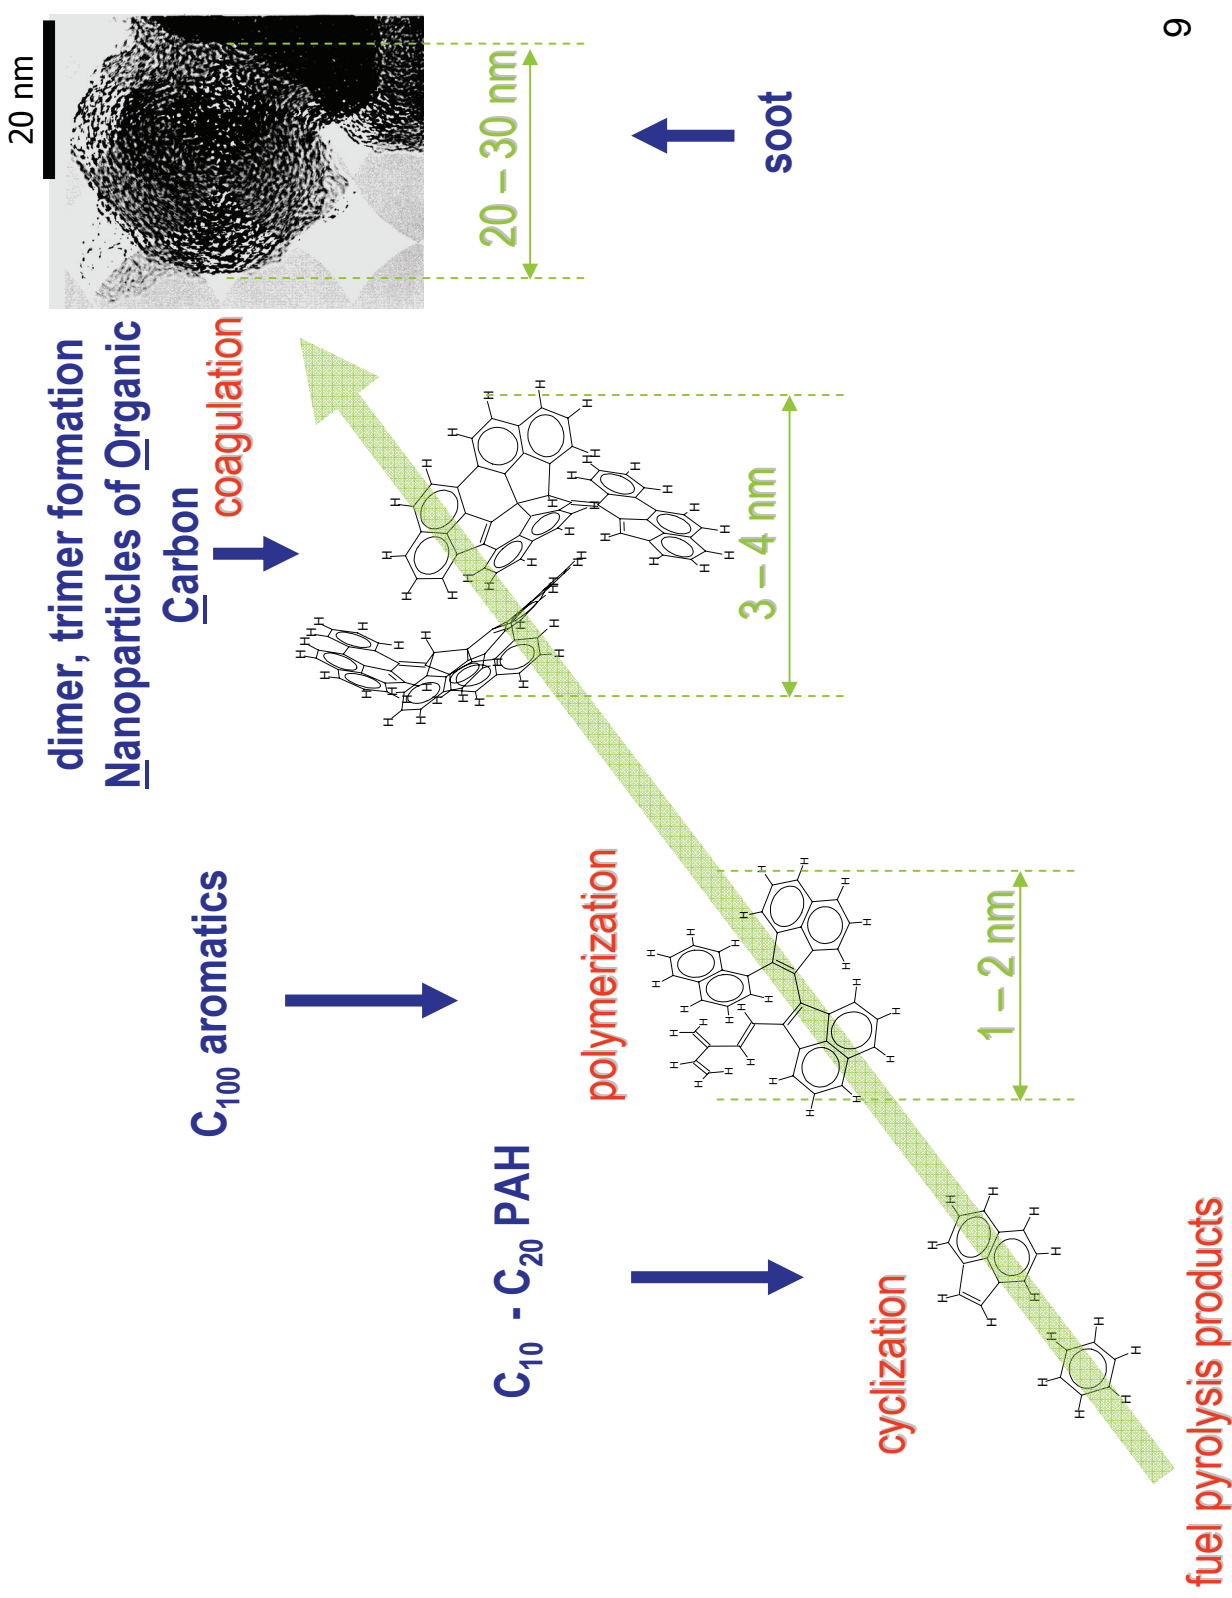 dimer, trimer formation
Nanoparticles of Organic
Carbon
coagulation
20 nm
20 – 30 nm
soot
C₁₀₀ aromatics
polymerization
3 – 4 nm
C₁₀ - C₂₀ PAH
cyclization
1 – 2 nm
fuel pyrolysis products
9